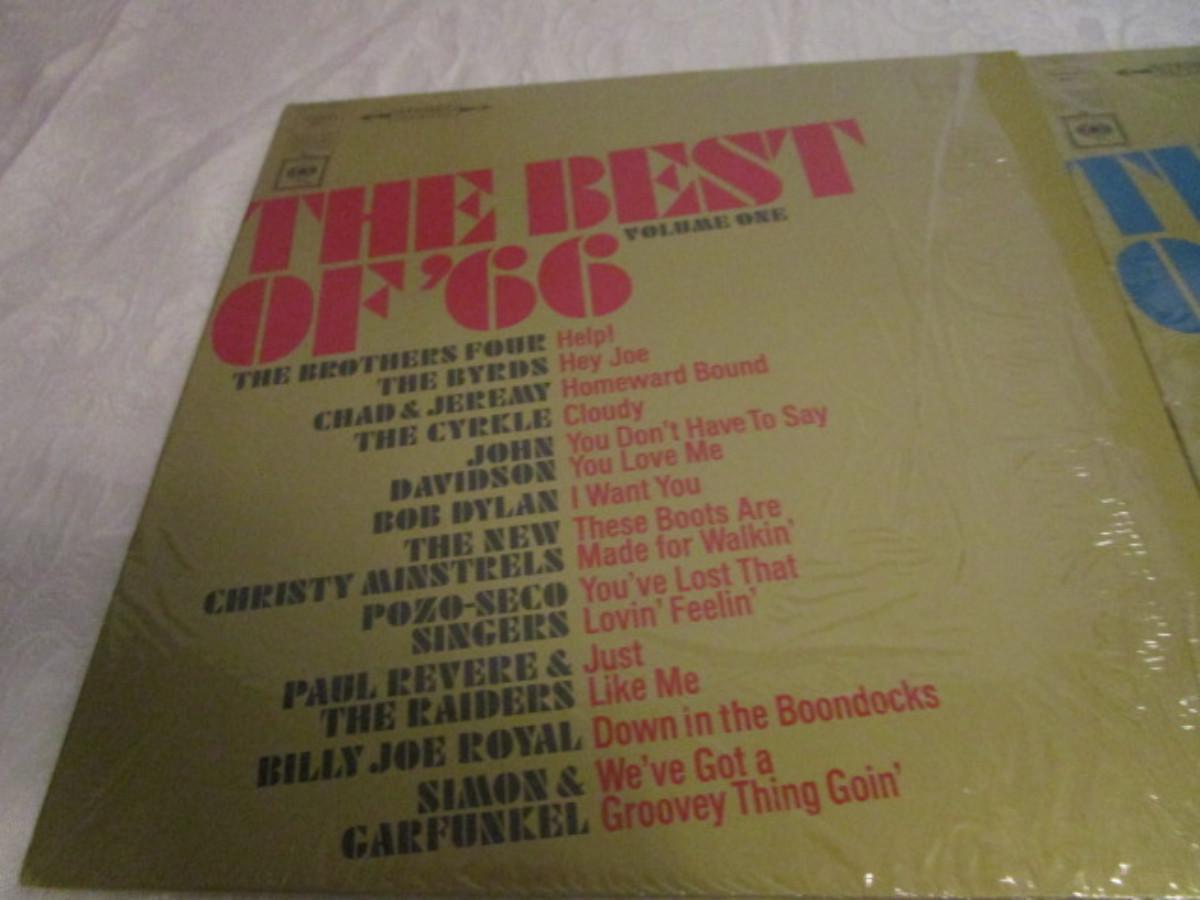 THE BEST
VOLUME ONE
OF '66
THE BROTHERS FOUR Help!
THE BYRDS Hey Joe
CHAD & JEREMY Homeward Bound
THE CYRKLE Cloudy
JOHN You Don't Have To Say
DAVIDSON You Love Me
BOB DYLAN I Want You
THE NEW These Boots Are
CHRISTY MINSTRELS Made for Walkin'
POZO-SECO You've Lost That
SINGERS Lovin' Feelin'
PAUL REVERE & Just
THE RAIDERS Like Me
BILLY JOE ROYAL Down in the Boondocks
SIMON & We've Got a
GARFUNKEL Groovey Thing Goin'